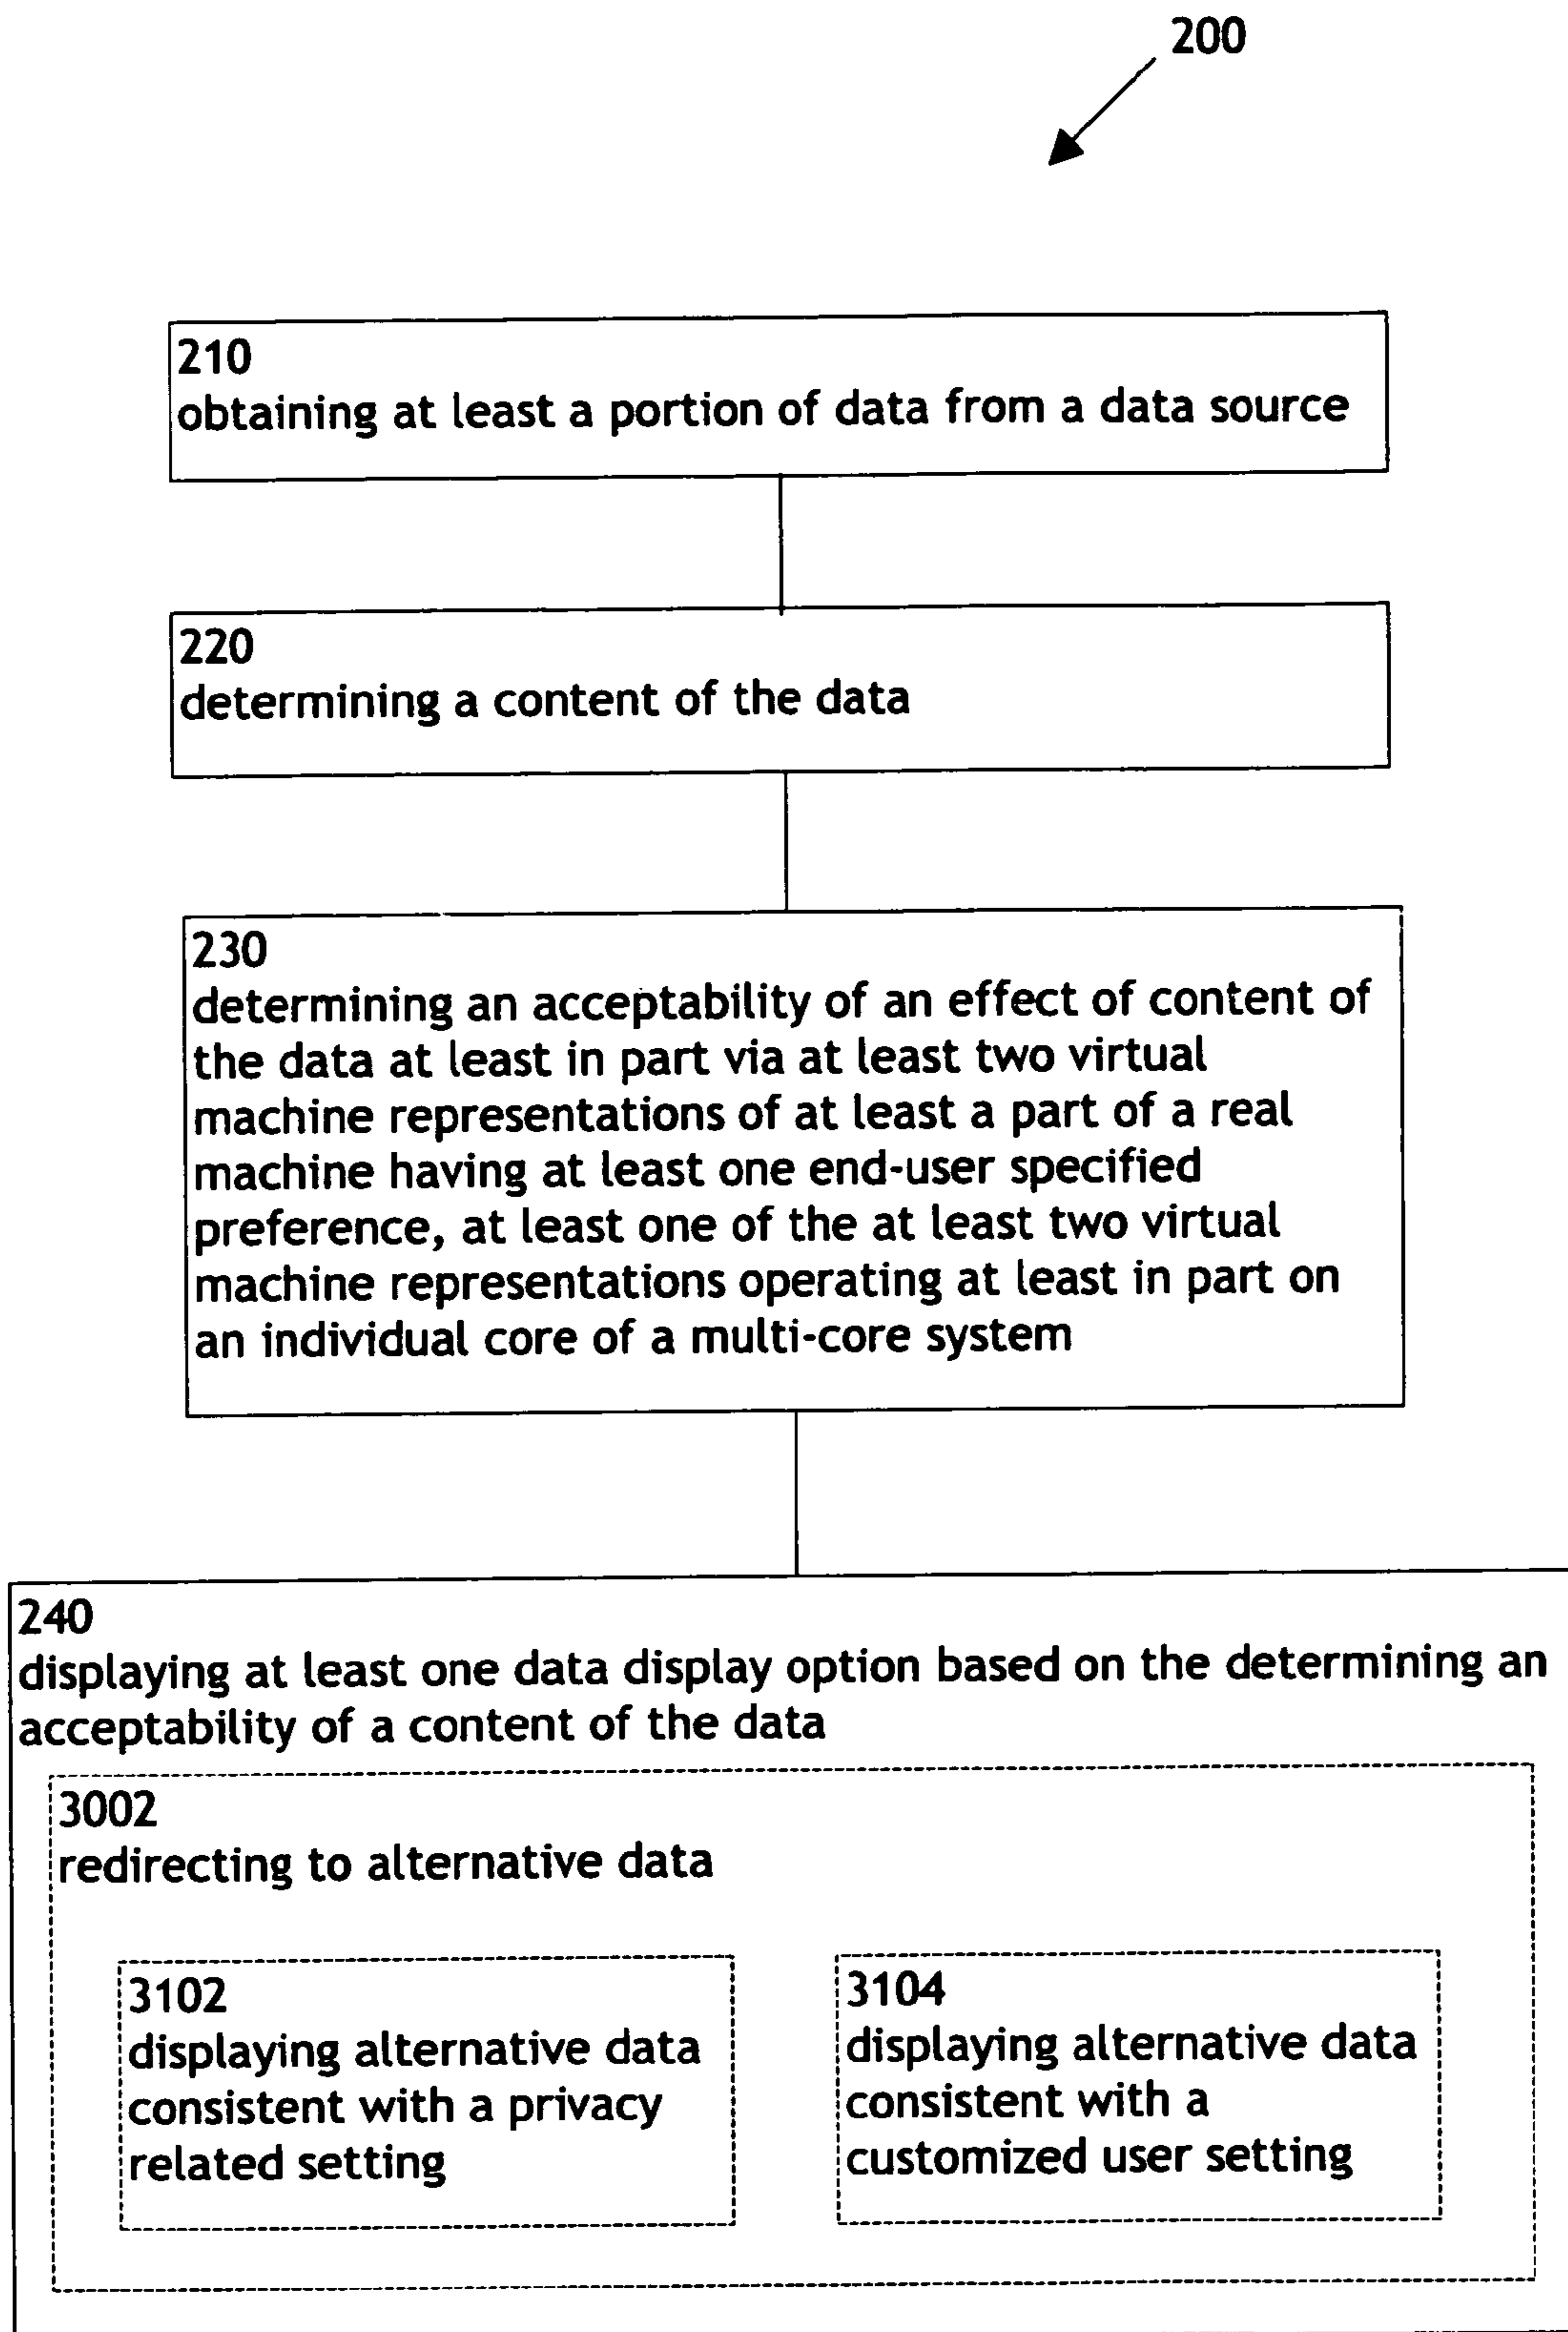 200
210
obtaining at least a portion of data from a data source
220
determining a content of the data
230
determining an acceptability of an effect of content of
the data at least in part via at least two virtual
machine representations of at least a part of a real
machine having at least one end-user specified
preference, at least one of the at least two virtual
machine representations operating at least in part on
an individual core of a multi-core system
240
displaying at least one data display option based on the determining an
acceptability of a content of the data
3002
redirecting to alternative data
3102
displaying alternative data
consistent with a privacy
related setting
3104
displaying alternative data
consistent with a
customized user setting